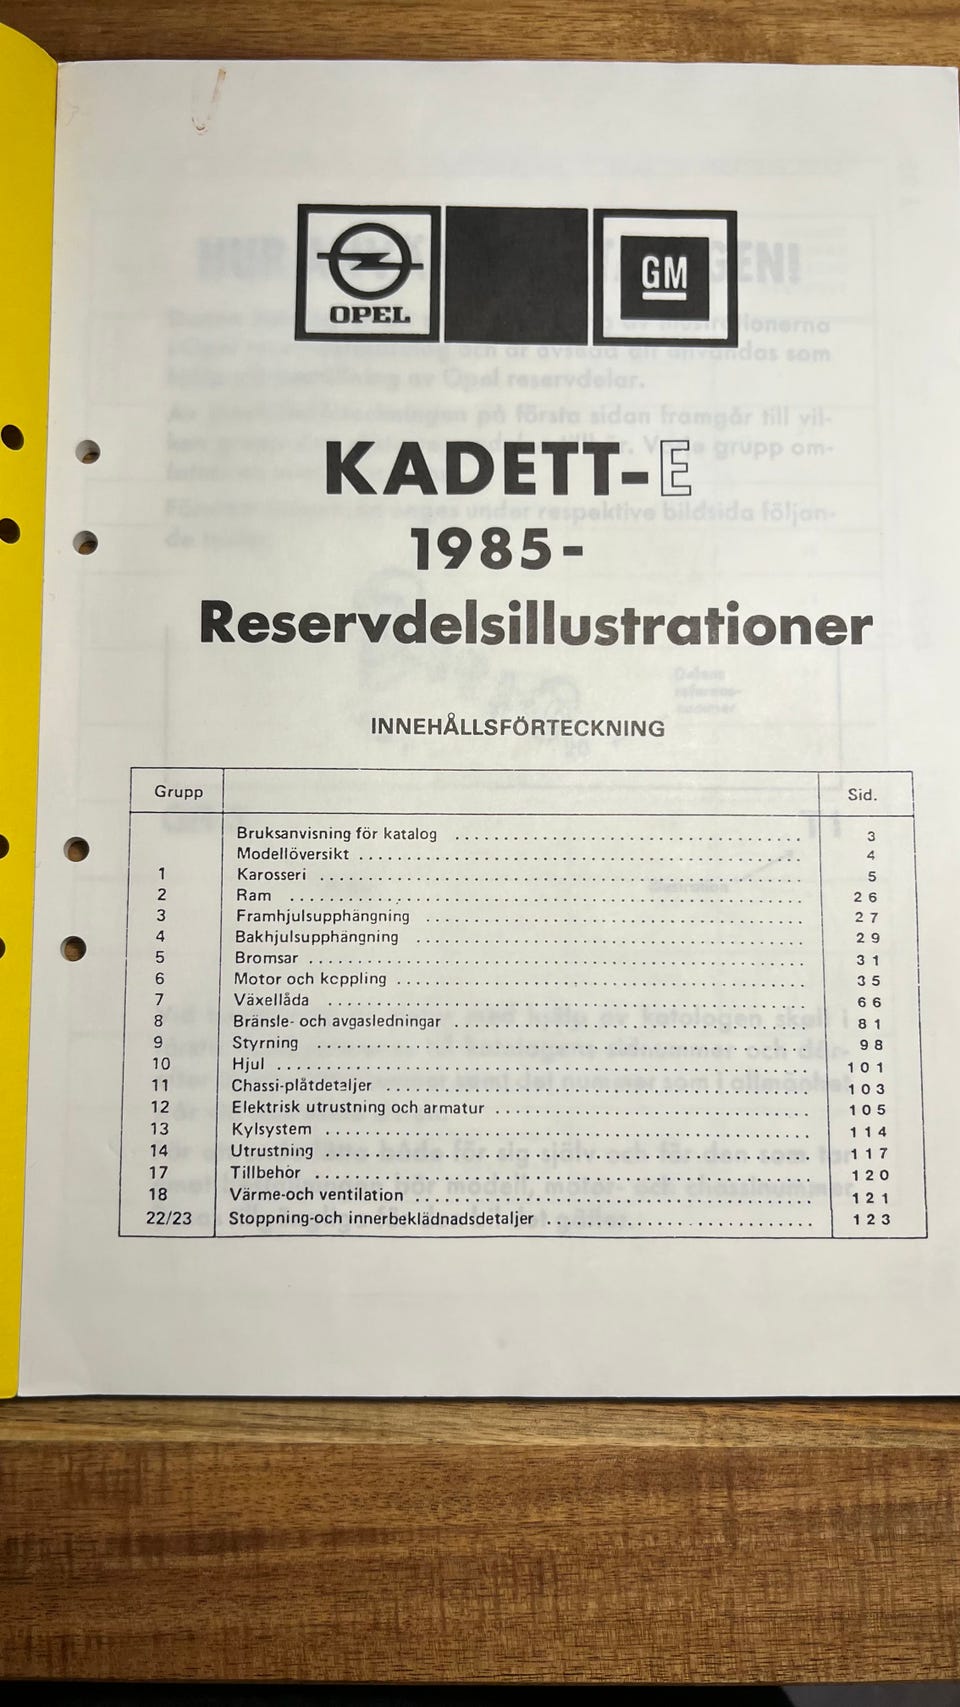 OPEL
GM
KADETT-E
1985-
Reservdelsillustrationer
INNEHÅLLSFÖRTECKNING
Grupp Sid.
Bruksanvisning för katalog 3
Modellöversikt 4
1 Karosseri 5
2 Ram 26
3 Framhjulsupphängning 27
4 Bakhjulsupphängning 29
5 Bromsar 31
6 Motor och koppling 35
7 Växellåda 66
8 Bränsle- och avgasledningar 81
9 Styrning 98
10 Hjul 101
11 Chassi-plåtdetaljer 103
12 Elektrisk utrustning och armatur 105
13 Kylsystem 114
14 Utrustning 117
17 Tillbehör 120
18 Värme-och ventilation 121
22/23 Stoppning-och innerbeklädnadsdetaljer 123